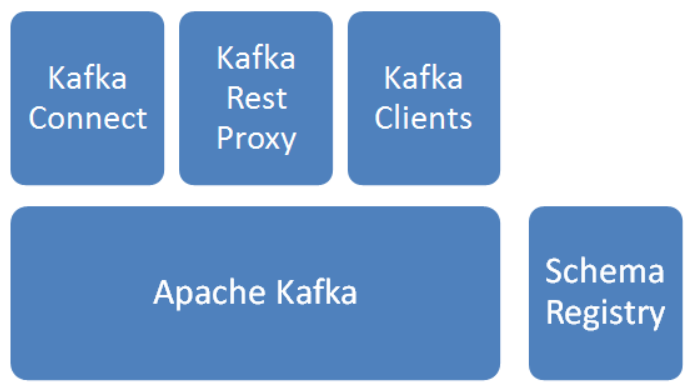 Kafka
Connect
Kafka
Rest
Proxy
Kafka
Clients
Apache Kafka
Schema
Registry